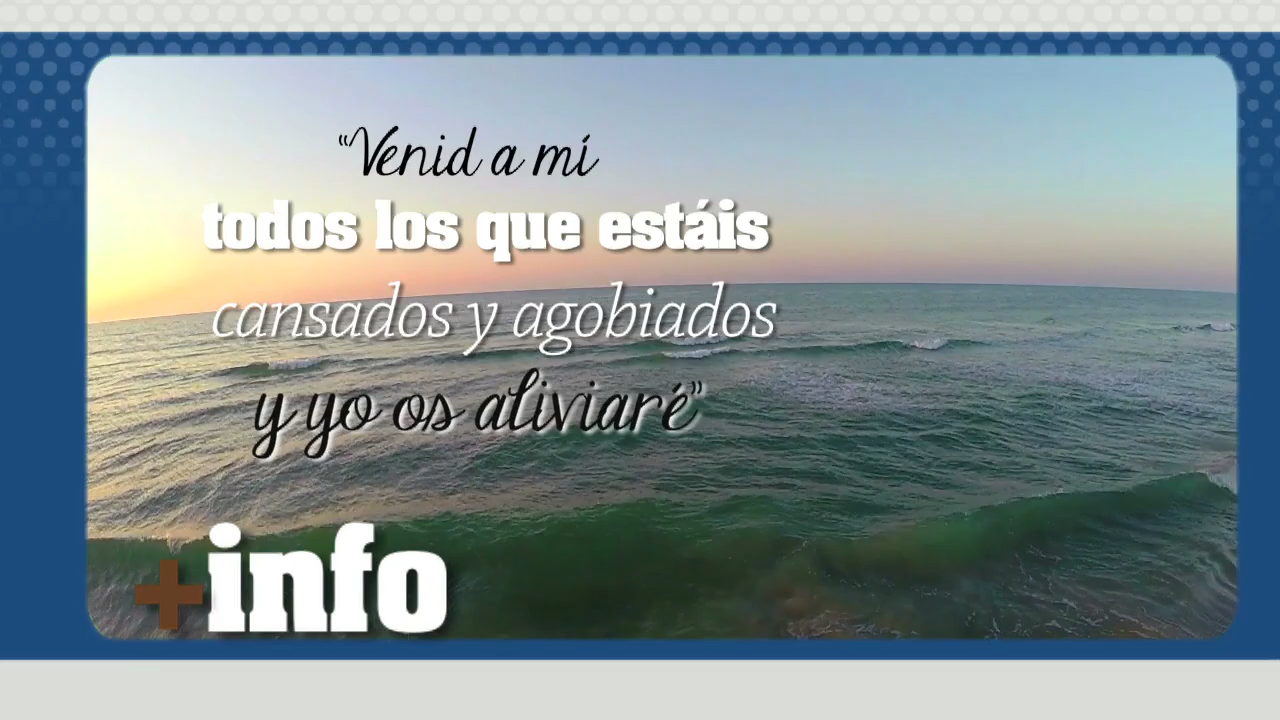 “Venid a mí
todos los que estáis
cansados y agobiados
y yo os aliviaré”
+info